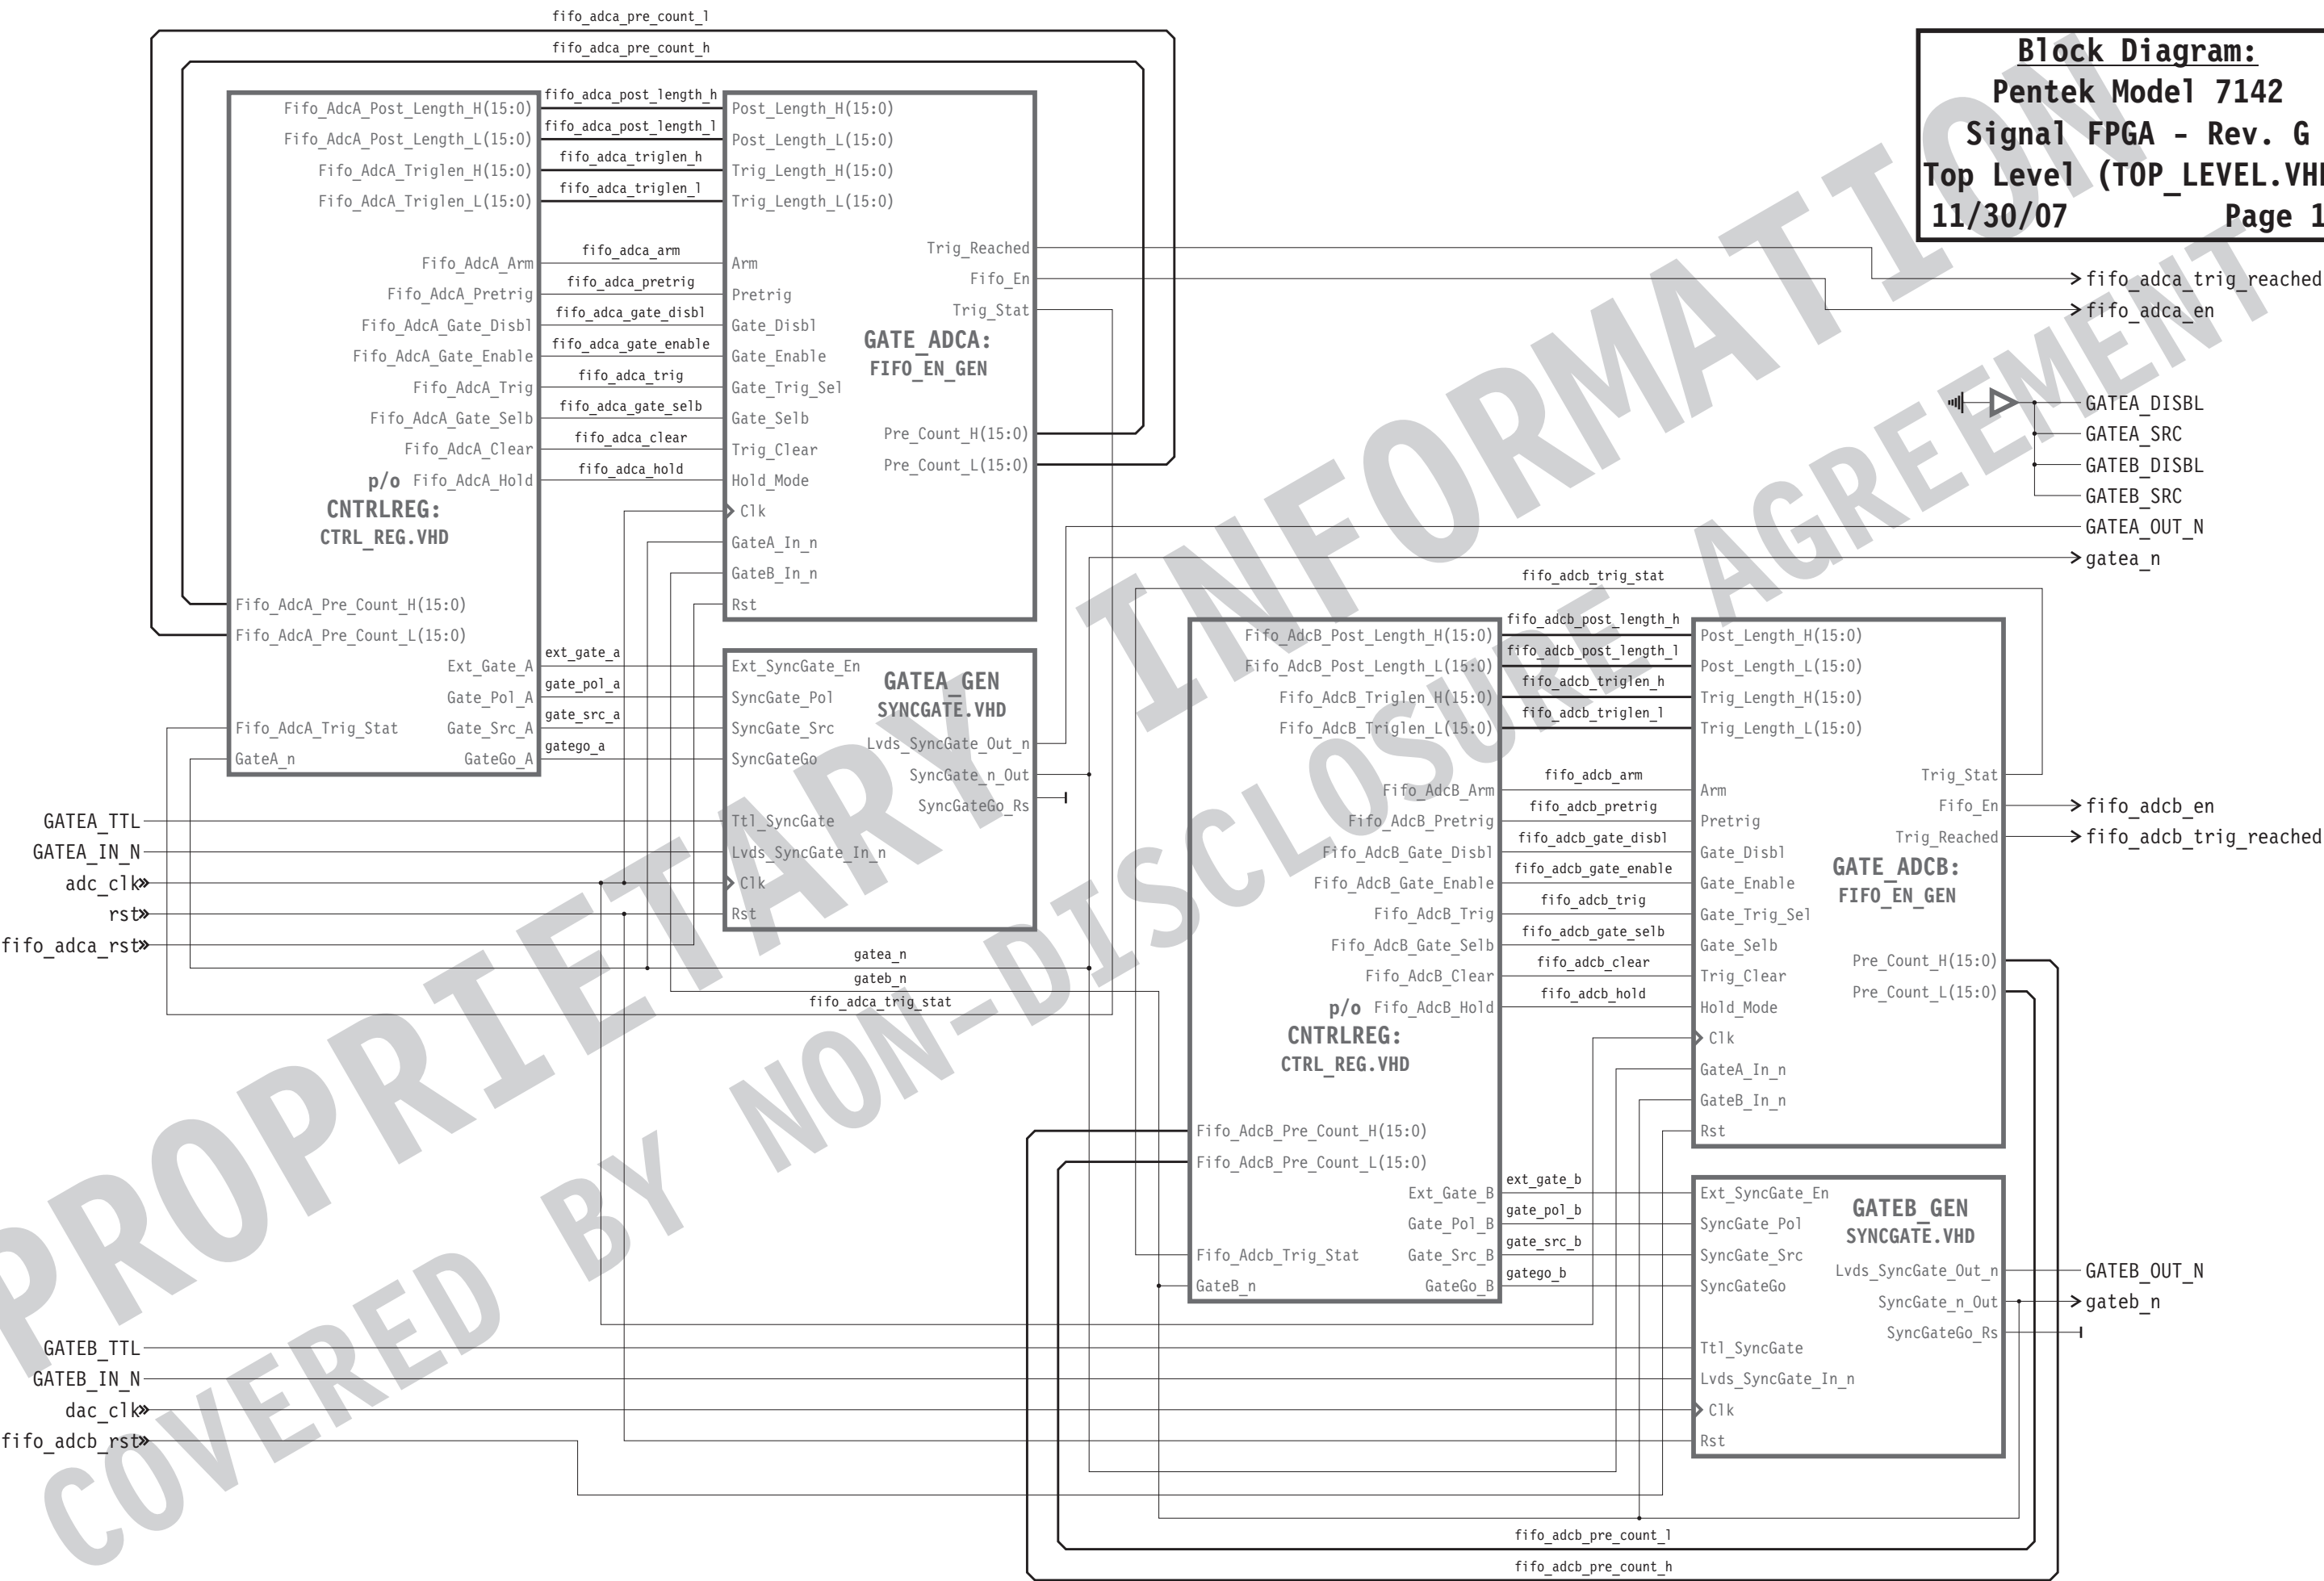 fifo_adca_pre_count_l
fifo_adca_pre_count_h
Block Diagram:
Pentek Model 7142
Signal FPGA - Rev. G
Top Level (TOP_LEVEL.VH
11/30/07 Page 1
Fifo_AdcA_Post_Length_H(15:0)
Fifo_AdcA_Post_Length_L(15:0)
Fifo_AdcA_Triglen_H(15:0)
Fifo_AdcA_Triglen_L(15:0)
Fifo_AdcA_Arm
Fifo_AdcA_Pretrig
Fifo_AdcA_Gate_Disbl
Fifo_AdcA_Gate_Enable
Fifo_AdcA_Trig
Fifo_AdcA_Gate_Selb
Fifo_AdcA_Clear
p/o Fifo_AdcA_Hold
CNTRLREG:
CTRL_REG.VHD
Fifo_AdcA_Pre_Count_H(15:0)
Fifo_AdcA_Pre_Count_L(15:0)
Ext_Gate_A
Gate_Pol_A
Fifo_AdcA_Trig_Stat Gate_Src_A
GateA_n GateGo_A
fifo_adca_post_length_h
fifo_adca_post_length_l
fifo_adca_triglen_h
fifo_adca_triglen_l
fifo_adca_arm
fifo_adca_pretrig
fifo_adca_gate_disbl
fifo_adca_gate_enable
fifo_adca_trig
fifo_adca_gate_selb
fifo_adca_clear
fifo_adca_hold
ext_gate_a
gate_pol_a
gate_src_a
gatego_a
Post_Length_H(15:0)
Post_Length_L(15:0)
Trig_Length_H(15:0)
Trig_Length_L(15:0)
Trig_Reached
Arm
Fifo_En
Pretrig
Trig_Stat
Gate_Disbl
GATE_ADCA:
Gate_Enable
FIFO_EN_GEN
Gate_Trig_Sel
Gate_Selb
Pre_Count_H(15:0)
Trig_Clear
Pre_Count_L(15:0)
Hold_Mode
Clk
GateA_In_n
GateB_In_n
Rst
Ext_SyncGate_En
GATEA_GEN
SyncGate_Pol
SYNCGATE.VHD
SyncGate_Src
Lvds_SyncGate_Out_n
SyncGateGo
SyncGate_n_Out
SyncGateGo_Rs
Ttl_SyncGate
Lvds_SyncGate_In_n
Clk
Rst
GATEA_TTL
GATEA_IN_N
adc_clk
rst
fifo_adca_rst
gatea_n
gateb_n
fifo_adca_trig_stat
fifo_adca_trig_reached
fifo_adca_en
GATEA_DISBL
GATEA_SRC
GATEB_DISBL
GATEB_SRC
GATEA_OUT_N
gatea_n
fifo_adcb_trig_stat
Fifo_AdcB_Post_Length_H(15:0)
Fifo_AdcB_Post_Length_L(15:0)
Fifo_AdcB_Triglen_H(15:0)
Fifo_AdcB_Triglen_L(15:0)
Fifo_AdcB_Arm
Fifo_AdcB_Pretrig
Fifo_AdcB_Gate_Disbl
Fifo_AdcB_Gate_Enable
Fifo_AdcB_Trig
Fifo_AdcB_Gate_Selb
Fifo_AdcB_Clear
p/o Fifo_AdcB_Hold
CNTRLREG:
CTRL_REG.VHD
Fifo_AdcB_Pre_Count_H(15:0)
Fifo_AdcB_Pre_Count_L(15:0)
Ext_Gate_B
Gate_Pol_B
Fifo_Adcb_Trig_Stat Gate_Src_B
GateB_n GateGo_B
fifo_adcb_post_length_h
fifo_adcb_post_length_l
fifo_adcb_triglen_h
fifo_adcb_triglen_l
fifo_adcb_arm
fifo_adcb_pretrig
fifo_adcb_gate_disbl
fifo_adcb_gate_enable
fifo_adcb_trig
fifo_adcb_gate_selb
fifo_adcb_clear
fifo_adcb_hold
ext_gate_b
gate_pol_b
gate_src_b
gatego_b
Post_Length_H(15:0)
Post_Length_L(15:0)
Trig_Length_H(15:0)
Trig_Length_L(15:0)
Trig_Stat
Arm
Fifo_En
Pretrig
Trig_Reached
Gate_Disbl
GATE_ADCB:
Gate_Enable
FIFO_EN_GEN
Gate_Trig_Sel
Gate_Selb
Pre_Count_H(15:0)
Trig_Clear
Pre_Count_L(15:0)
Hold_Mode
Clk
GateA_In_n
GateB_In_n
Rst
Ext_SyncGate_En
GATEB_GEN
SyncGate_Pol
SYNCGATE.VHD
SyncGate_Src
Lvds_SyncGate_Out_n
SyncGateGo
SyncGate_n_Out
SyncGateGo_Rs
Ttl_SyncGate
Lvds_SyncGate_In_n
Clk
Rst
fifo_adcb_en
fifo_adcb_trig_reached
GATEB_OUT_N
gateb_n
GATEB_TTL
GATEB_IN_N
dac_clk
fifo_adcb_rst
fifo_adcb_pre_count_l
fifo_adcb_pre_count_h
PROPRIETARY INFORMATION
COVERED BY NON-DISCLOSURE AGREEMENT